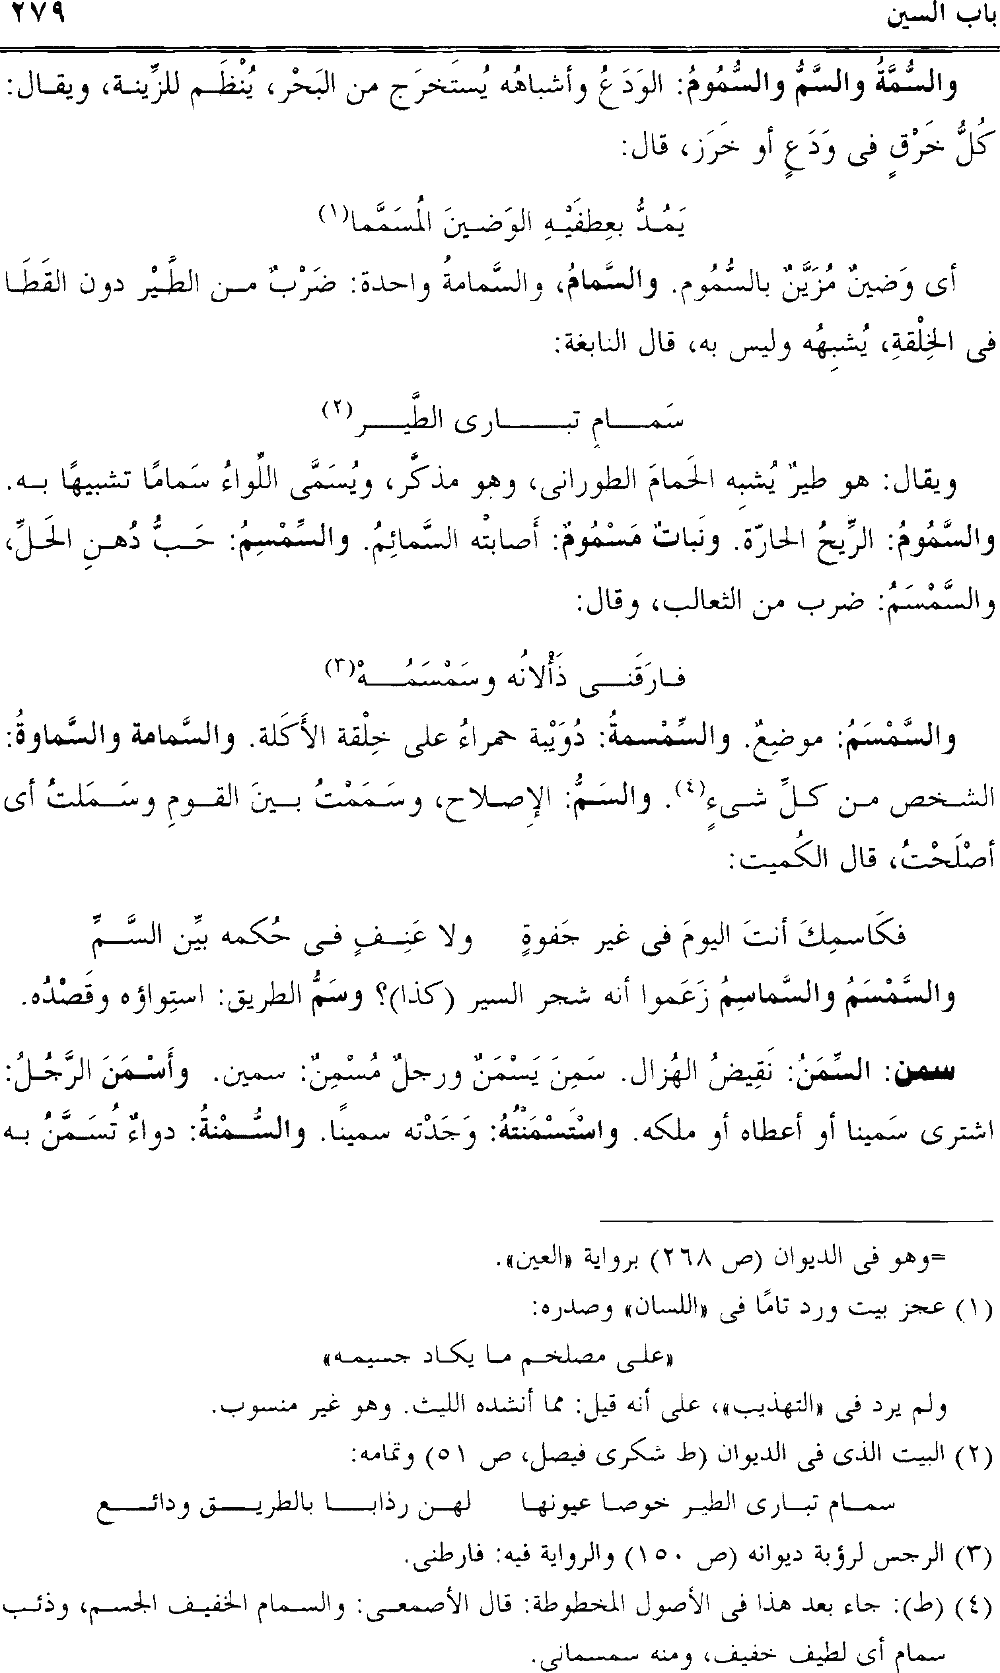 باب السين ٢٧٩
والسُّمَّةُ والسَّمُّ والسُّمُومُ: الوَدَعُ وأشباهُه يُستَخرَج من البَحْر، يُنْظَم للزِّينة، ويقال:
كُلُّ خَرْقٍ فى وَدَعٍ أو خَرَز، قال:
يَمُدُّ بعِطفَيْهِ الوَضينَ المُسَمَّما(١)
أى وَضينٌ مُزَيَّنٌ بالسُّمُوم. والسَّمامُ، والسَّمامةُ واحدة: ضَرْبٌ من الطَّيْر دون القَطَا
فى الخِلْقةِ، يُشبِهُه وليس به، قال النابغة:
سَمامٍ تبارى الطَّير(٢)
ويقال: هو طيرٌ يُشبِه الحَمامَ الطورانى، وهو مذكَّر، ويُسَمَّى اللِّواءُ سَمامًا تشبيهًا به.
والسَّمُومُ: الرِّيحُ الحارّة. ونَباتٌ مَسْمُومٌ: أصابتْه السَّمائِمُ. والسِّمْسِمُ: حَبُّ دُهنِ الحَلِّ،
والسَّمْسَمُ: ضرب من الثعالب، وقال:
فارَقَنى ذَأْلانُه وسَمْسَمُهْ(٣)
والسَّمْسَمُ: موضِعٌ. والسِّمْسمةُ: دُوَيْبة حمراءُ على خِلْقة الأَكَلة. والسَّمامة والسَّماوةُ:
الشخص من كلِّ شىءٍ(٤). والسَمُّ: الإصلاح، وسَمَمْتُ بينَ القومِ وسَمَلتُ أى
أصْلَحْتُ، قال الكُميت:
فكَاسمِكَ أنتَ اليومَ فى غير جَفوةٍ ولا عَنِفٍ فى حُكمه بيِّن السَّمِّ
والسَّمْسَمُ والسَّماسِمُ زَعَموا أنه شجر السير (كذا)؟ وسَمُّ الطريق: استِواؤه وقَصْدُه.
سمن: السِّمَنُ: نَقِيضُ الهُزال. سَمِنَ يَسْمَنٌ ورجلٌ مُسْمِنٌ: سمين. وأَسْمَنَ الرَّجُلُ:
اشترى سَمينا أو أعطاه أو ملكه. واسْتَسْمَنْتُهُ: وَجَدْته سمينًا. والسُّمْنةُ: دواءٌ تُسَمَّنُ به
=وهو فى الديوان (ص ٢٦٨) برواية «العين».
(١) عجز بيت ورد تامًا فى «اللسان» وصدره:
«على مصلخم ما يكاد جسيمه»
ولم يرد فى «التهذيب»، على أنه قيل: مما أنشده الليث. وهو غير منسوب.
(٢) البيت الذى فى الديوان (ط شكرى فيصل، ص ٥١) وتمامه:
سمام تبارى الطير خوصا عيونها لهن رذابا بالطريق ودائع
(٣) الرجس لرؤبة ديوانه (ص ١٥٠) والرواية فيه: فارطنى.
(٤) (ط): جاء بعد هذا فى الأصول المخطوطة: قال الأصمعى: والسمام الخفيف الجسم، وذئب
سمام أى لطيف خفيف، ومنه سمسمانى.